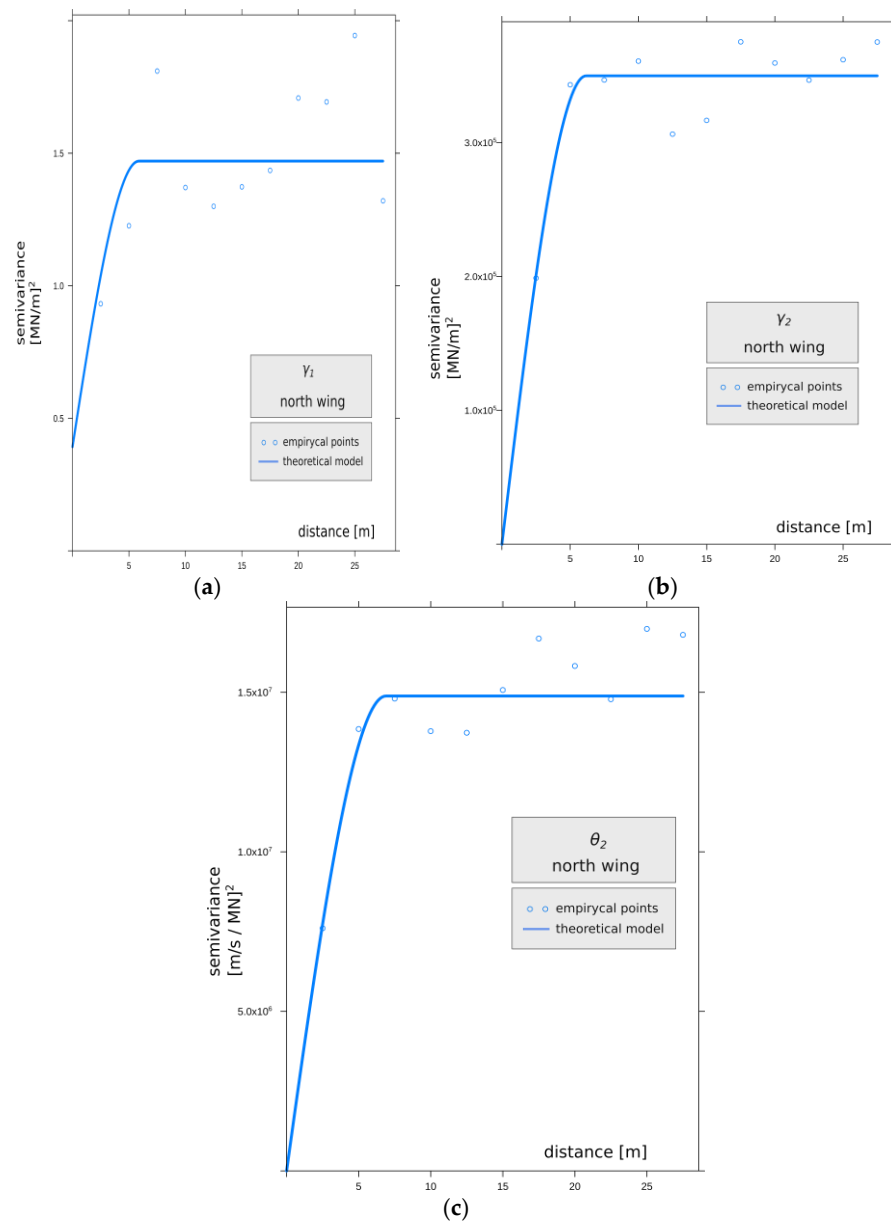 semivariance
[MN/m]²
1.5
1.0
0.5
γ₁
north wing
empirycal points
theoretical model
distance [m]
5 10 15 20 25
(a)
semivariance
[MN/m]²
3.0x10⁵
2.0x10⁵
1.0x10⁵
γ₂
north wing
empirycal points
theoretical model
distance [m]
5 10 15 20 25
(b)
semivariance
[m/s / MN]²
1.5x10⁷
1.0x10⁷
5.0x10⁶
θ₂
north wing
empirycal points
theoretical model
distance [m]
5 10 15 20 25
(c)